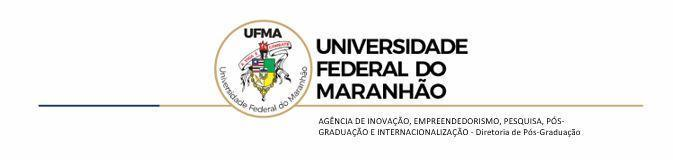 UFMA
Universidade Federal do Maranhão
UNIVERSIDADE
FEDERAL DO
MARANHÃO
AGÊNCIA DE INOVAÇÃO, EMPREENDEDORISMO, PESQUISA, PÓS-
GRADUAÇÃO E INTERNACIONALIZAÇÃO - Diretoria de Pós-Graduação